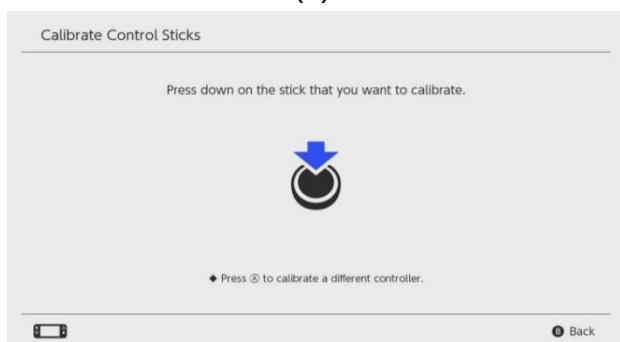 Calibrate Control Sticks
Press down on the stick that you want to calibrate.
◆ Press Ⓐ to calibrate a different controller.
🅑 Back